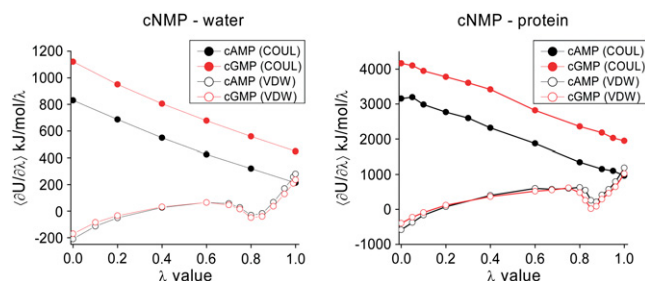 cNMP - water
⟨∂U/∂λ⟩ kJ/mol/λ
1200
1000
800
600
400
200
0
-200
cAMP (COUL)
cGMP (COUL)
cAMP (VDW)
cGMP (VDW)
0.0 0.2 0.4 0.6 0.8 1.0
λ value
cNMP - protein
⟨∂U/∂λ⟩ kJ/mol/λ
4000
3000
2000
1000
0
-1000
cAMP (COUL)
cGMP (COUL)
cAMP (VDW)
cGMP (VDW)
0.0 0.2 0.4 0.6 0.8 1.0
λ value